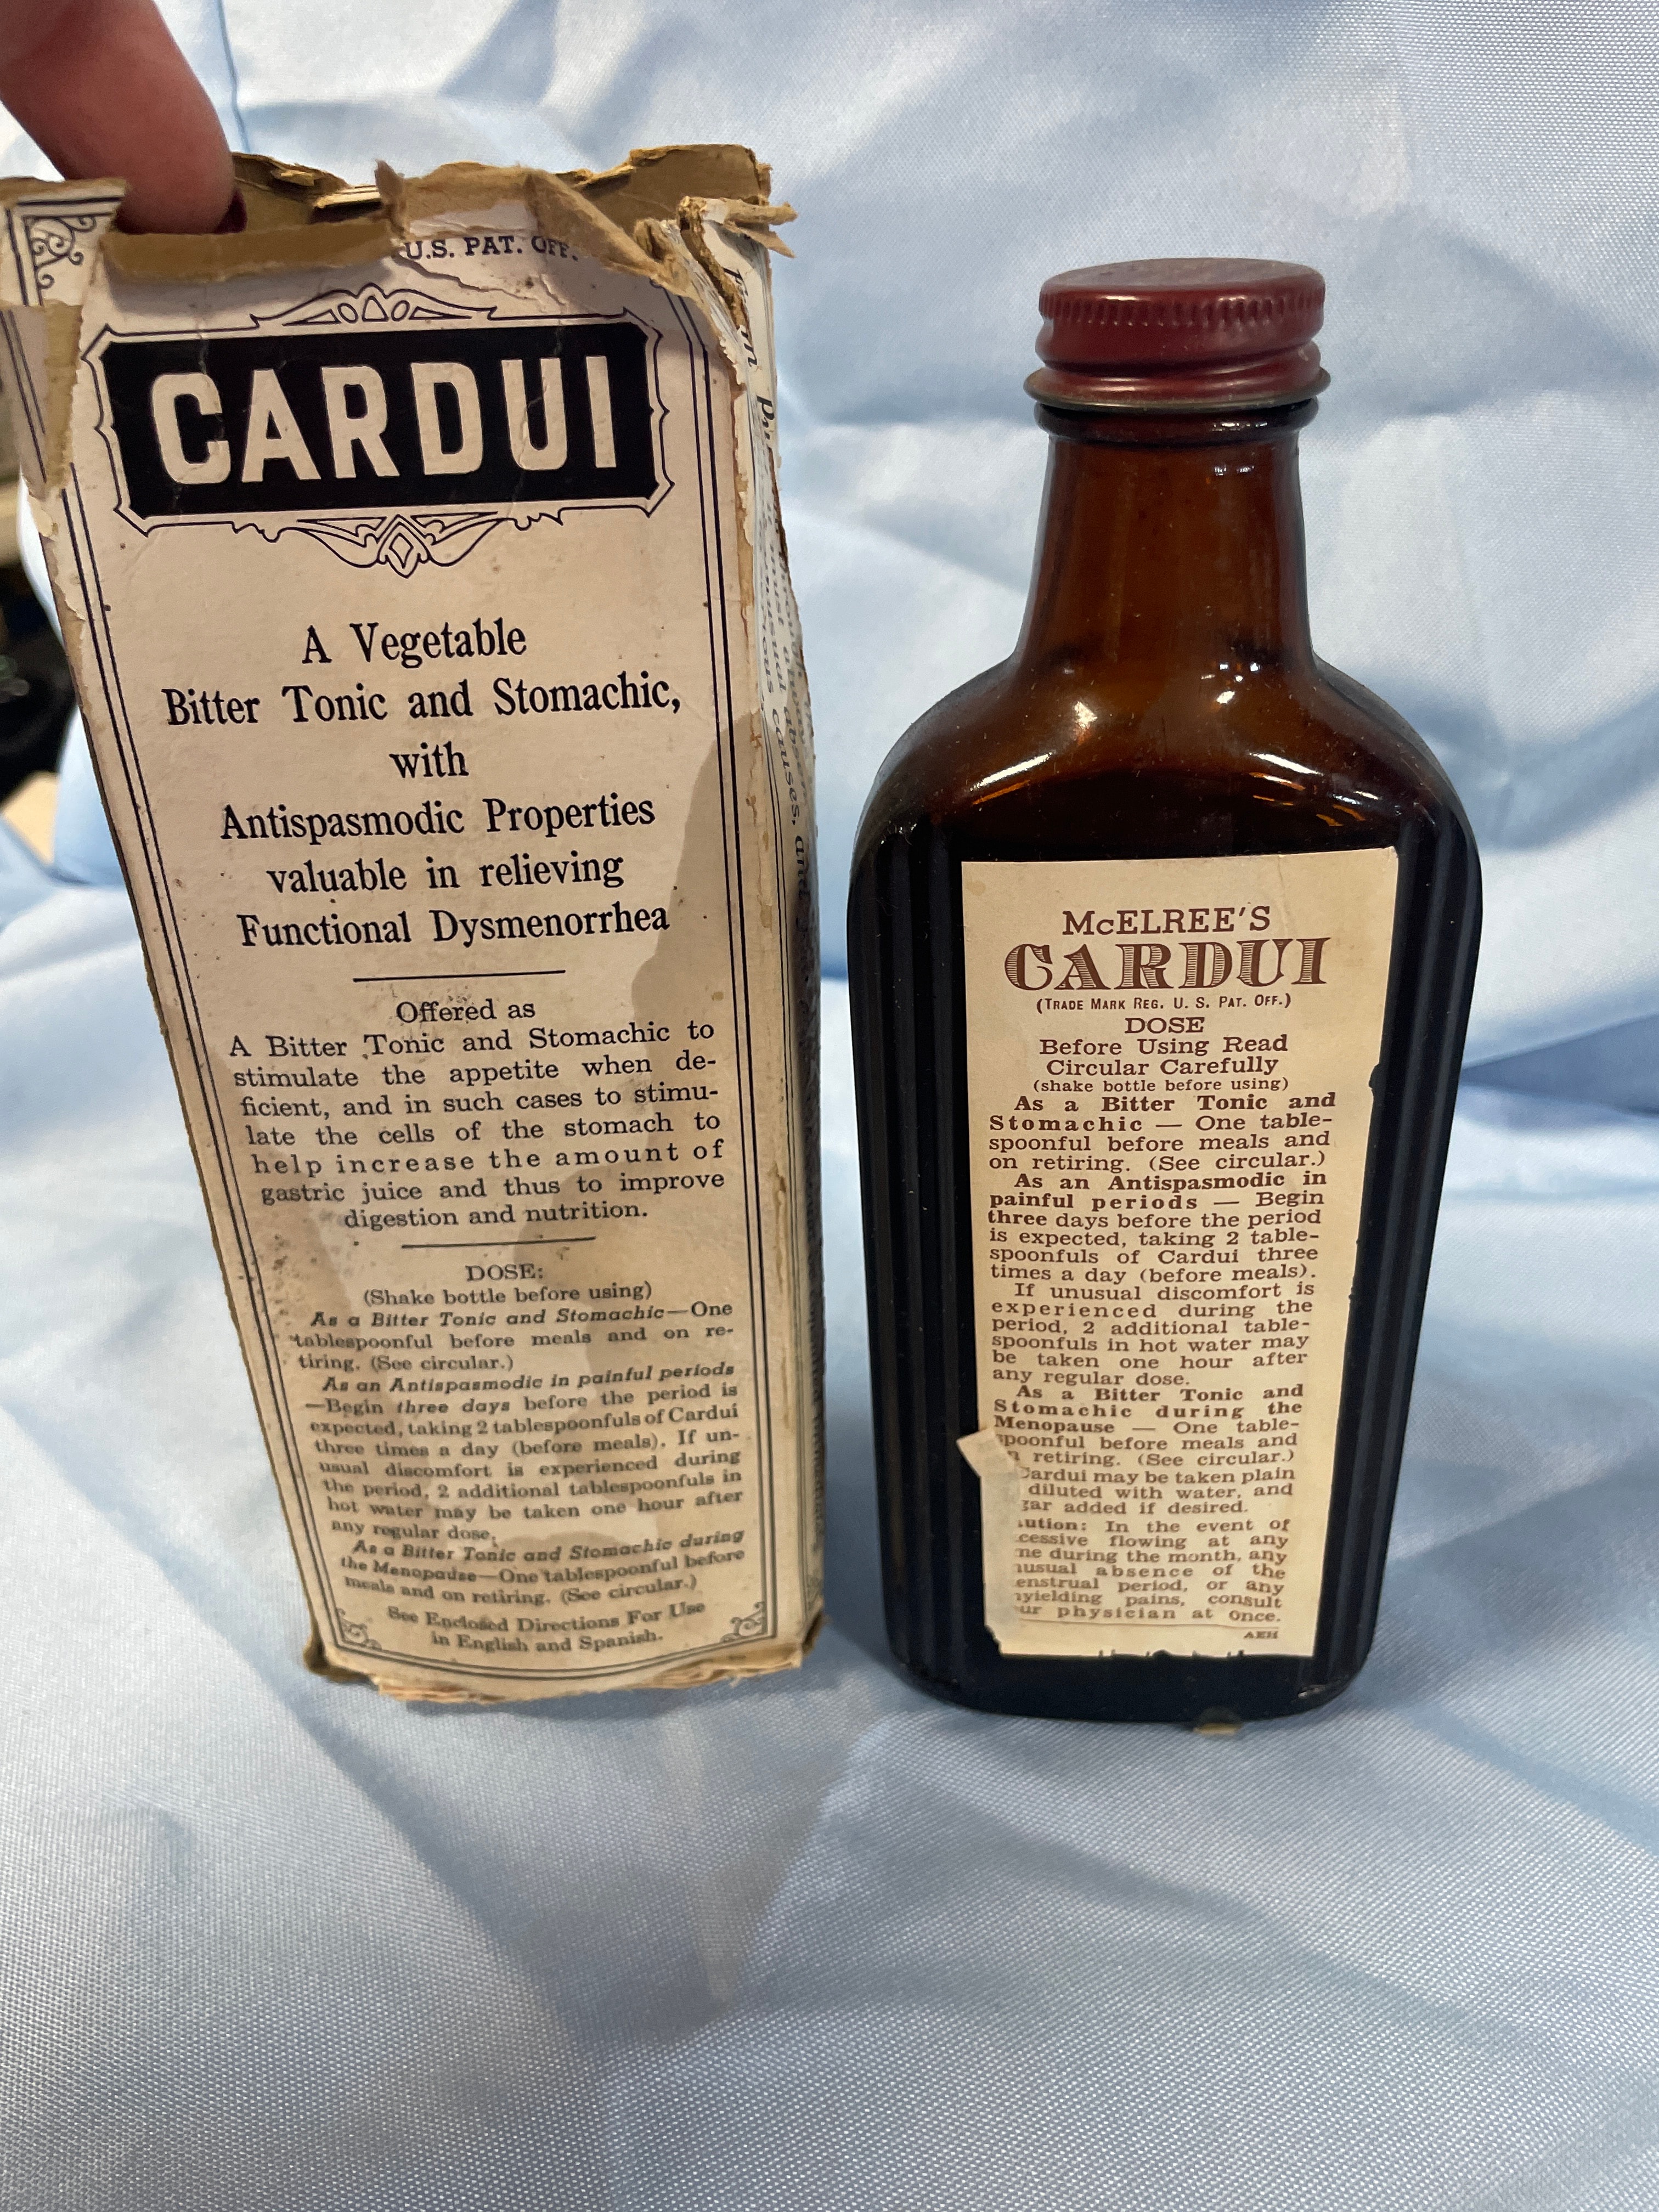 U.S. PAT. OFF.
CARDUI
A Vegetable
Bitter Tonic and Stomachic,
with
Antispasmodic Properties
valuable in relieving
Functional Dysmenorrhea
Offered as
A Bitter Tonic and Stomachic to
stimulate the appetite when de-
ficient, and in such cases to stimu-
late the cells of the stomach to
help increase the amount of
gastric juice and thus to improve
digestion and nutrition.
DOSE:
(Shake bottle before using)
As a Bitter Tonic and Stomachic—One
tablespoonful before meals and on re-
tiring. (See circular.)
As an Antispasmodic in painful periods
—Begin three days before the period is
expected, taking 2 tablespoonfuls of Cardui
three times a day (before meals). If un-
usual discomfort is experienced during
the period, 2 additional tablespoonfuls in
hot water may be taken one hour after
any regular dose.
As a Bitter Tonic and Stomachic during
the Menopause—One tablespoonful before
meals and on retiring. (See circular.)
See Enclosed Directions For Use
in English and Spanish.
causes, and
McELREE'S
CARDUI
(TRADE MARK REG. U. S. PAT. OFF.)
DOSE
Before Using Read
Circular Carefully
(shake bottle before using)
As a Bitter Tonic and
Stomachic — One table-
spoonful before meals and
on retiring. (See circular.)
As an Antispasmodic in
painful periods — Begin
three days before the period
is expected, taking 2 table-
spoonfuls of Cardui three
times a day (before meals).
If unusual discomfort is
experienced during the
period, 2 additional table-
spoonfuls in hot water may
be taken one hour after
any regular dose.
As a Bitter Tonic and
Stomachic during the
Menopause — One table-
spoonful before meals and
retiring. (See circular.)
Cardui may be taken plain
diluted with water, and
gar added if desired.
ution: In the event of
cessive flowing at any
me during the month, any
nusual absence of the
enstrual period, or any
nyielding pains, consult
ur physician at once.
AEH